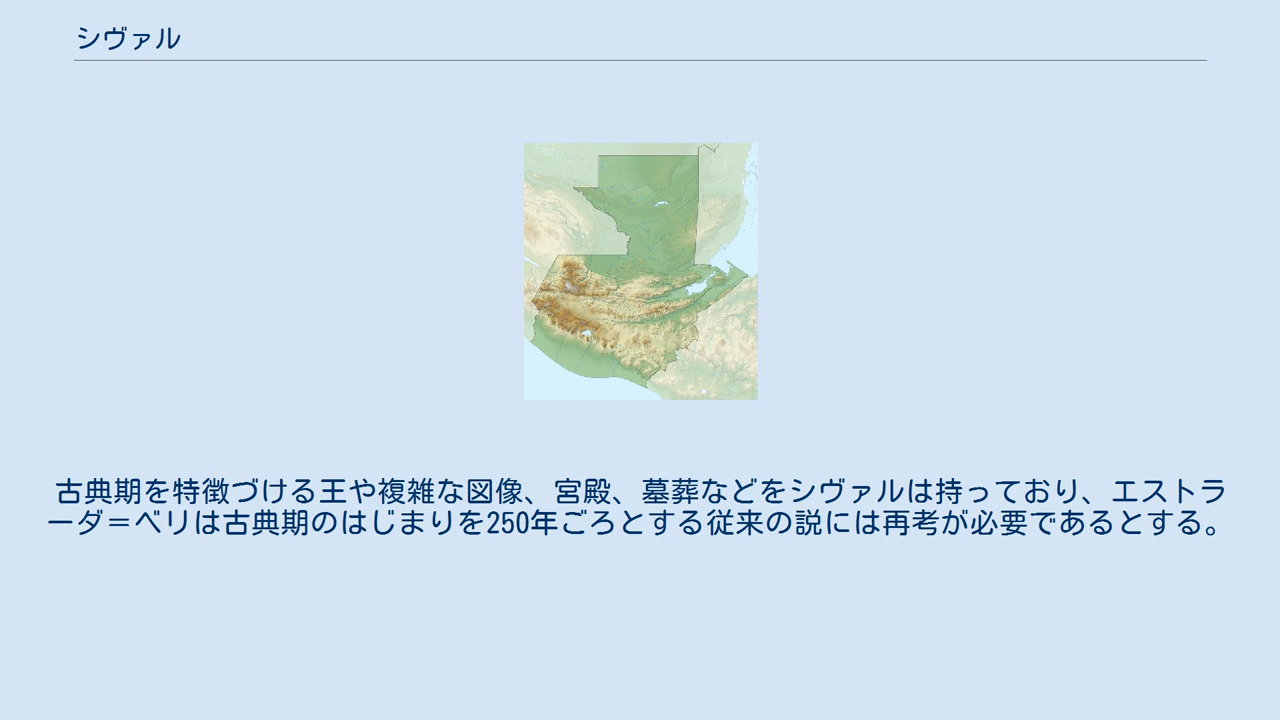 シヴァル
古典期を特徴づける王や複雑な図像、宮殿、墓葬などをシヴァルは持っており、エストラ
ーダ＝ベリは古典期のはじまりを250年ごろとする従来の説には再考が必要であるとする。